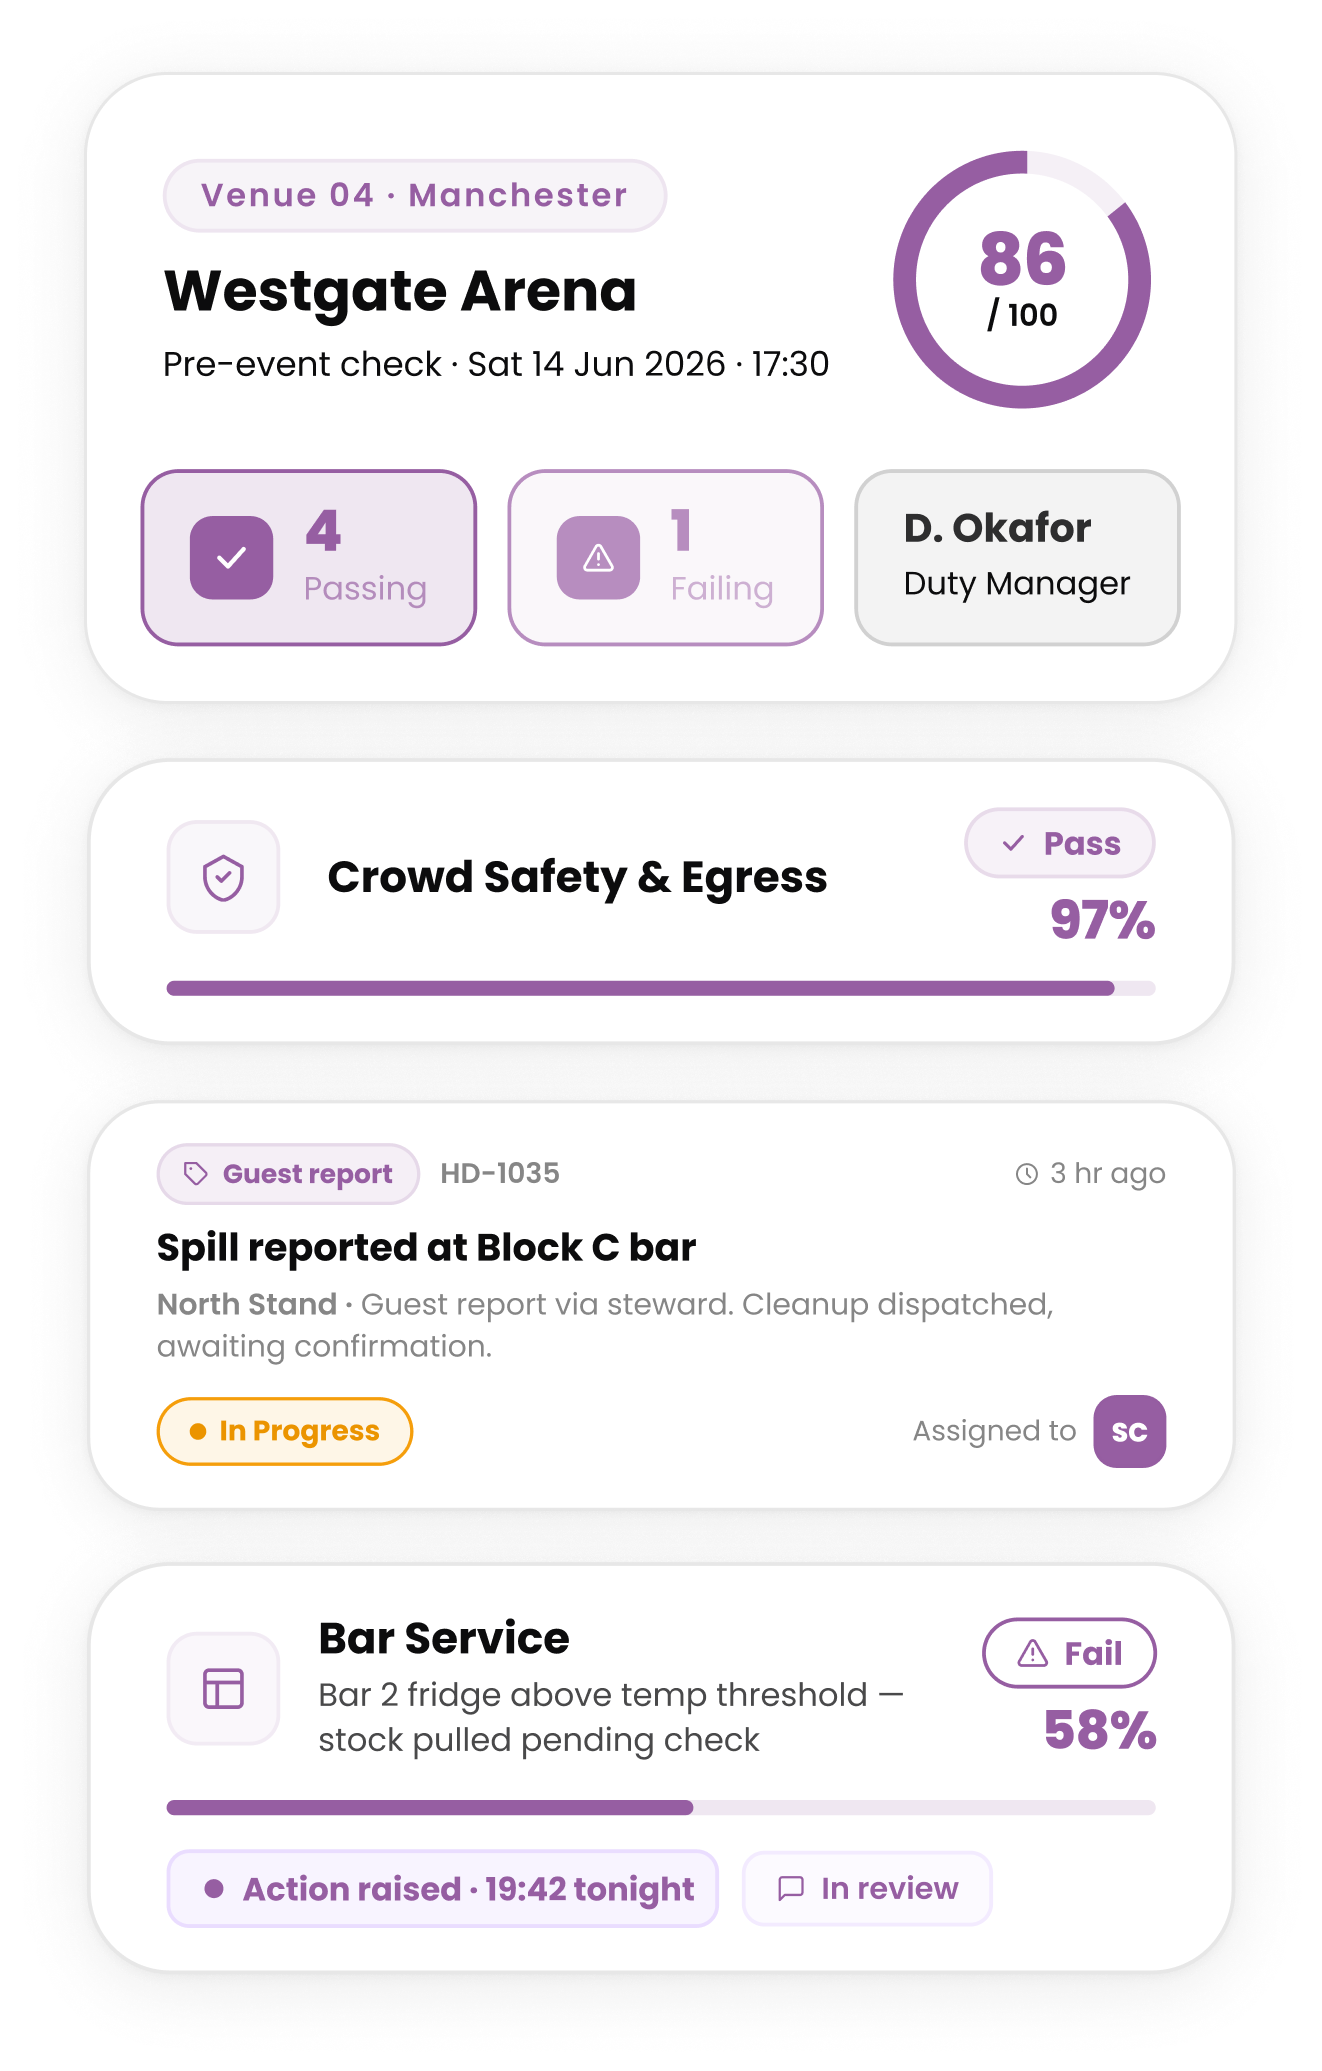 Venue 04 · Manchester
Westgate Arena
Pre-event check · Sat 14 Jun 2026 · 17:30
86
/ 100
4
Passing
1
Failing
D. Okafor
Duty Manager
Crowd Safety & Egress
Pass
97%
Guest report
HD-1035
3 hr ago
Spill reported at Block C bar
North Stand · Guest report via steward. Cleanup dispatched,
awaiting confirmation.
In Progress
Assigned to
SC
Bar Service
Bar 2 fridge above temp threshold —
stock pulled pending check
Fail
58%
Action raised · 19:42 tonight
In review